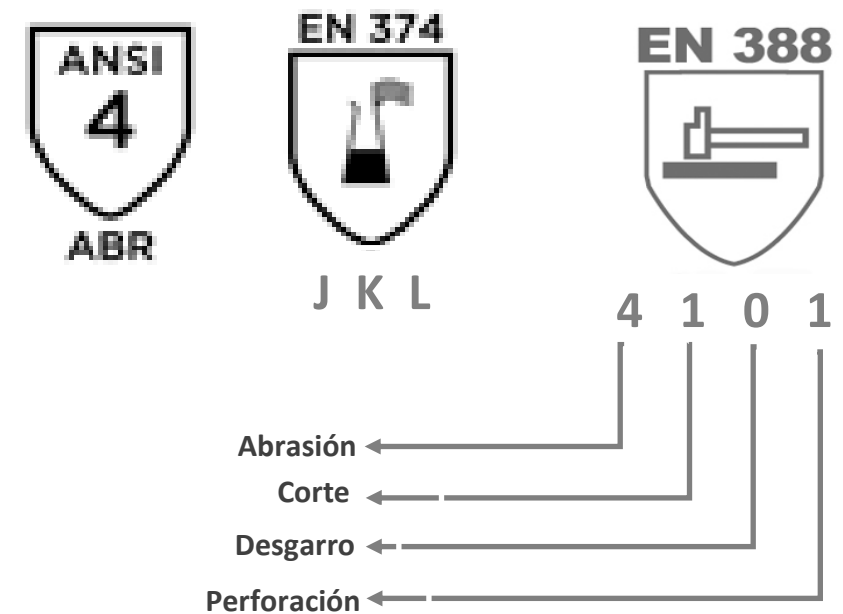 ANSI
4
ABR
EN 374
J K L
EN 388
4 1 0 1
Abrasión
Corte
Desgarro
Perforación